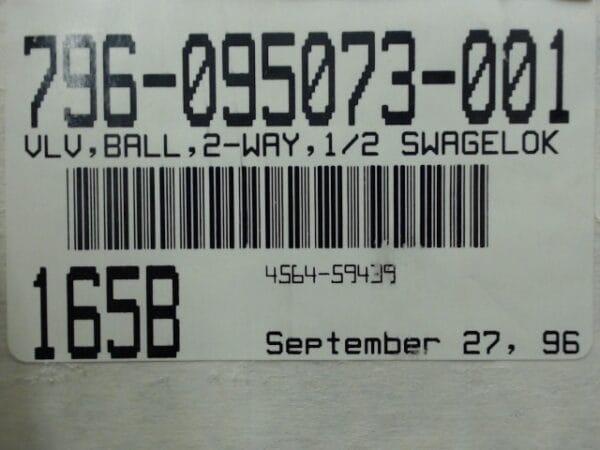 796-095073-001
VLV,BALL,2-WAY,1/2 SWAGELOK
165B
4564-59439
September 27, 96